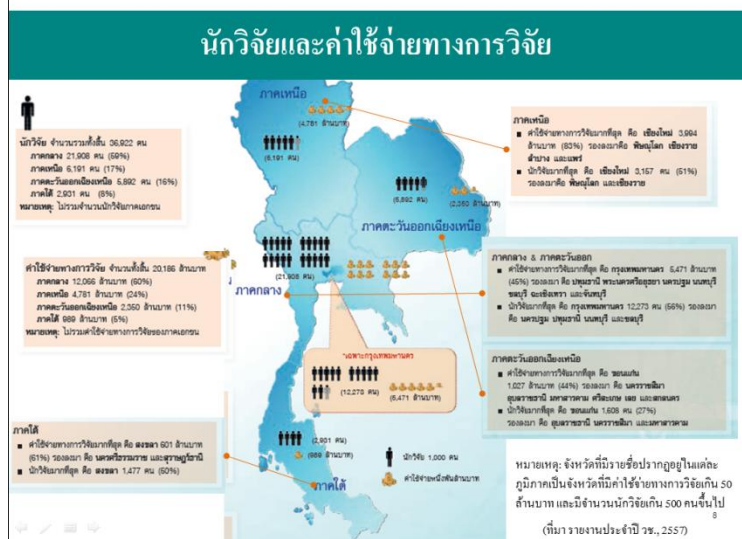 นักวิจัยและค่าใช้จ่ายทางการวิจัย
นักวิจัย จำนวนรวมทั้งสิ้น 36,922 คน
ภาคกลาง 21,908 คน (59%)
ภาคเหนือ 6,191 คน (17%)
ภาคตะวันออกเฉียงเหนือ 5,892 คน (16%)
ภาคใต้ 2,931 คน (8%)
หมายเหตุ: ไม่รวมจำนวนนักวิจัยภาคเอกชน
ค่าใช้จ่ายทางการวิจัย จำนวนทั้งสิ้น 20,186 ล้านบาท
ภาคกลาง 12,066 ล้านบาท (60%)
ภาคเหนือ 4,781 ล้านบาท (24%)
ภาคตะวันออกเฉียงเหนือ 2,350 ล้านบาท (11%)
ภาคใต้ 989 ล้านบาท (5%)
หมายเหตุ: ไม่รวมค่าใช้จ่ายทางการวิจัยของภาคเอกชน
ภาคใต้
ค่าใช้จ่ายทางการวิจัยมากที่สุด คือ สงขลา 601 ล้านบาท
(61%) รองลงมา คือ นครศรีธรรมราช และสุราษฎร์ธานี
นักวิจัยมากที่สุด คือ สงขลา 1,477 คน (50%)
ภาคเหนือ
(4,781 ล้านบาท)
(6,191 คน)
(5,892 คน)
(2,350 ล้านบาท)
ภาคตะวันออกเฉียงเหนือ
(21,908 คน)
ภาคกลาง
*เฉพาะกรุงเทพมหานคร
(12,273 คน)
(5,471 ล้านบาท)
(2,931 คน)
(989 ล้านบาท)
ภาคใต้
นักวิจัย 1,000 คน
ค่าใช้จ่ายหนึ่งพันล้านบาท
ภาคเหนือ
ค่าใช้จ่ายทางการวิจัยมากที่สุด คือ เชียงใหม่ 3,994
ล้านบาท (83%) รองลงมาคือ พิษณุโลก เชียงราย
ลำปาง และแพร่
นักวิจัยมากที่สุด คือ เชียงใหม่ 3,157 คน (51%)
รองลงมาคือ พิษณุโลก และเชียงราย
ภาคกลาง & ภาคตะวันออก
ค่าใช้จ่ายทางการวิจัยมากที่สุด คือ กรุงเทพมหานคร 5,471 ล้านบาท
(45%) รองลงมา คือ ปทุมธานี พระนครศรีอยุธยา นครปฐม นนทบุรี
ชลบุรี ฉะเชิงเทรา และจันทบุรี
นักวิจัยมากที่สุด คือ กรุงเทพมหานคร 12,273 คน (56%) รองลงมา
คือ นครปฐม ปทุมธานี นนทบุรี และชลบุรี
ภาคตะวันออกเฉียงเหนือ
ค่าใช้จ่ายทางการวิจัยมากที่สุด คือ ขอนแก่น
1,027 ล้านบาท (44%) รองลงมา คือ นครราชสีมา
อุบลราชธานี มหาสารคาม ศรีสะเกษ เลย และสกลนคร
นักวิจัยมากที่สุด คือ ขอนแก่น 1,608 คน (27%)
รองลงมา คือ อุบลราชธานี นครราชสีมา และมหาสารคาม
หมายเหตุ: จังหวัดที่มีรายชื่อปรากฏอยู่ในแต่ละ
ภูมิภาคเป็นจังหวัดที่มีค่าใช้จ่ายทางการวิจัยเกิน 50
ล้านบาท และมีจำนวนนักวิจัยเกิน 500 คนขึ้นไป
8
(ที่มา รายงานประจำปี วช., 2557)